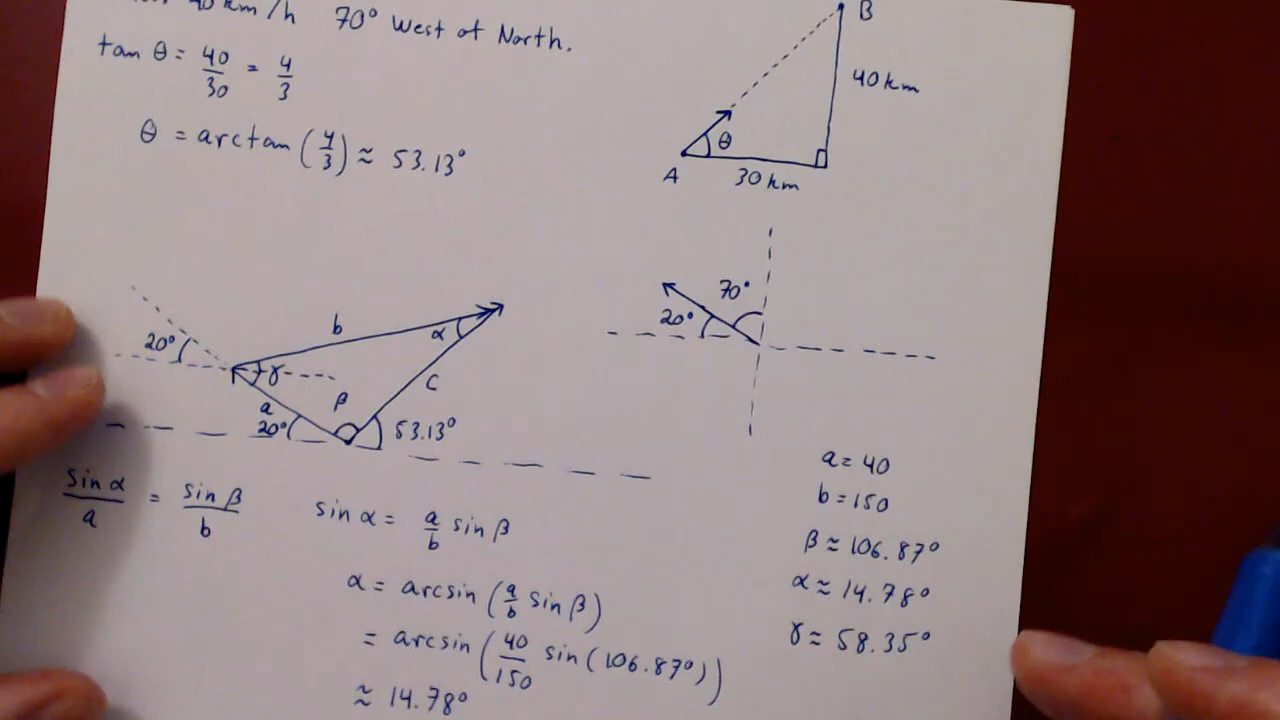 40 km/h 70° West of North.
tan θ = 40/30 = 4/3
θ = arctan (4/3) ≈ 53.13°
B
40 km
θ
A
30 km
70°
20°
20°
b
α
γ
c
a
β
20°
53.13°
sin α/a = sin β/b
sin α = a/b sin β
α = arcsin (a/b sin β)
= arcsin (40/150 sin (106.87°))
≈ 14.78°
a = 40
b = 150
β ≈ 106.87°
α ≈ 14.78°
γ ≈ 58.35°